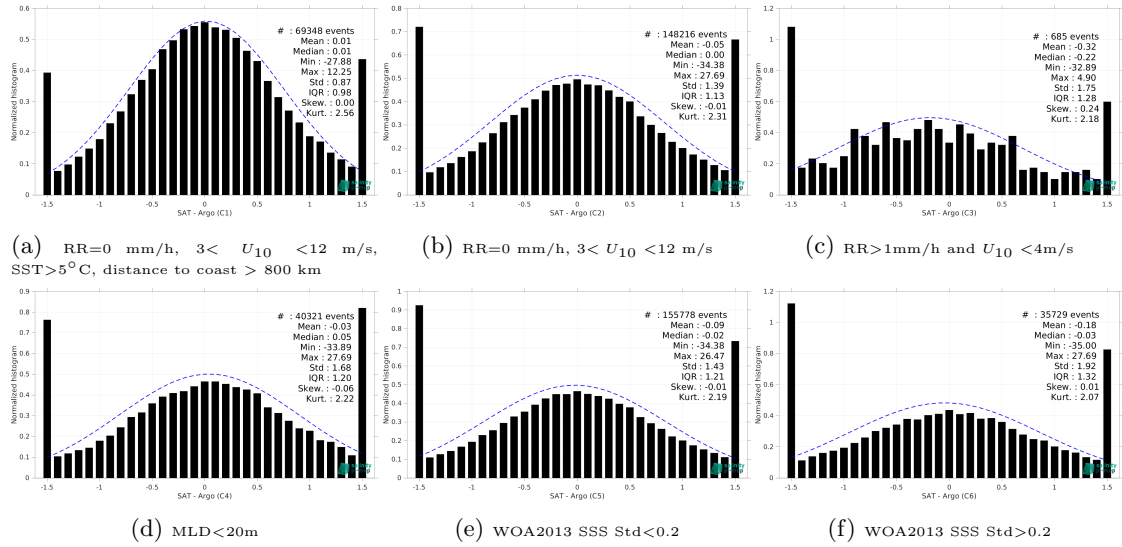 0.6
0.5
0.4
0.3
0.2
0.1
0
Normalized histogram
# : 69348 events
Mean : 0.01
Median : 0.01
Min : -27.88
Max : 12.25
Std : 0.87
IQR : 0.98
Skew. : 0.00
Kurt. : 2.56
-1.5 -1 -0.5 0 0.5 1 1.5
SAT - Argo (C1)
(a) RR=0 mm/h, 3< U10 <12 m/s,
SST>5°C, distance to coast > 800 km
0.8
0.7
0.6
0.5
0.4
0.3
0.2
0.1
0
Normalized histogram
# : 148216 events
Mean : -0.05
Median : 0.00
Min : -34.38
Max : 27.69
Std : 1.39
IQR : 1.13
Skew. : -0.01
Kurt. : 2.31
-1.5 -1 -0.5 0 0.5 1 1.5
SAT - Argo (C2)
(b) RR=0 mm/h, 3< U10 <12 m/s
1.2
1
0.8
0.6
0.4
0.2
0
Normalized histogram
# : 685 events
Mean : -0.32
Median : -0.22
Min : -32.89
Max : 4.90
Std : 1.75
IQR : 1.28
Skew. : 0.24
Kurt. : 2.18
-1.5 -1 -0.5 0 0.5 1 1.5
SAT - Argo (C3)
(c) RR>1mm/h and U10 <4m/s
0.9
0.8
0.7
0.6
0.5
0.4
0.3
0.2
0.1
0
Normalized histogram
# : 40321 events
Mean : -0.03
Median : 0.05
Min : -33.89
Max : 27.69
Std : 1.68
IQR : 1.20
Skew. : -0.06
Kurt. : 2.22
-1.5 -1 -0.5 0 0.5 1 1.5
SAT - Argo (C4)
(d) MLD<20m
1
0.9
0.8
0.7
0.6
0.5
0.4
0.3
0.2
0.1
0
Normalized histogram
# : 155778 events
Mean : -0.09
Median : -0.02
Min : -34.38
Max : 26.47
Std : 1.43
IQR : 1.21
Skew. : -0.01
Kurt. : 2.19
-1.5 -1 -0.5 0 0.5 1 1.5
SAT - Argo (C5)
(e) WOA2013 SSS Std<0.2
1.2
1
0.8
0.6
0.4
0.2
0
Normalized histogram
# : 35729 events
Mean : -0.18
Median : -0.03
Min : -35.00
Max : 27.69
Std : 1.92
IQR : 1.32
Skew. : 0.01
Kurt. : 2.07
-1.5 -1 -0.5 0 0.5 1 1.5
SAT - Argo (C6)
(f) WOA2013 SSS Std>0.2